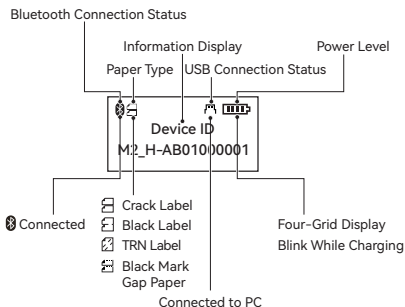 Bluetooth Connection Status
Information Display
Power Level
Paper Type
USB Connection Status
Device ID
M2_H-AB01000001
Connected
Crack Label
Black Label
TRN Label
Black Mark
Gap Paper
Four-Grid Display
Blink While Charging
Connected to PC